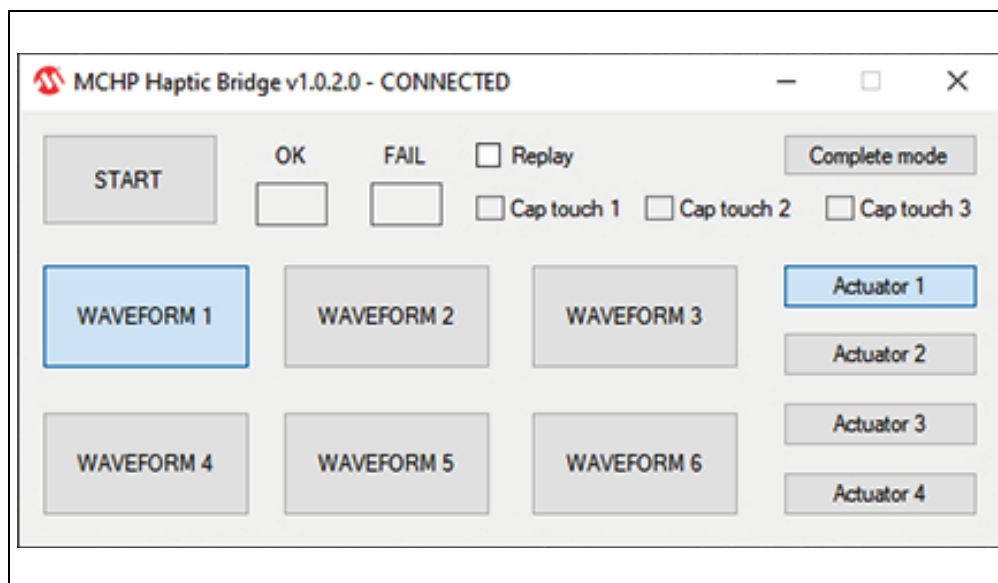 MCHP Haptic Bridge v1.0.2.0 - CONNECTED
START
OK
FAIL
Replay
Complete mode
Cap touch 1
Cap touch 2
Cap touch 3
WAVEFORM 1
WAVEFORM 2
WAVEFORM 3
Actuator 1
Actuator 2
WAVEFORM 4
WAVEFORM 5
WAVEFORM 6
Actuator 3
Actuator 4